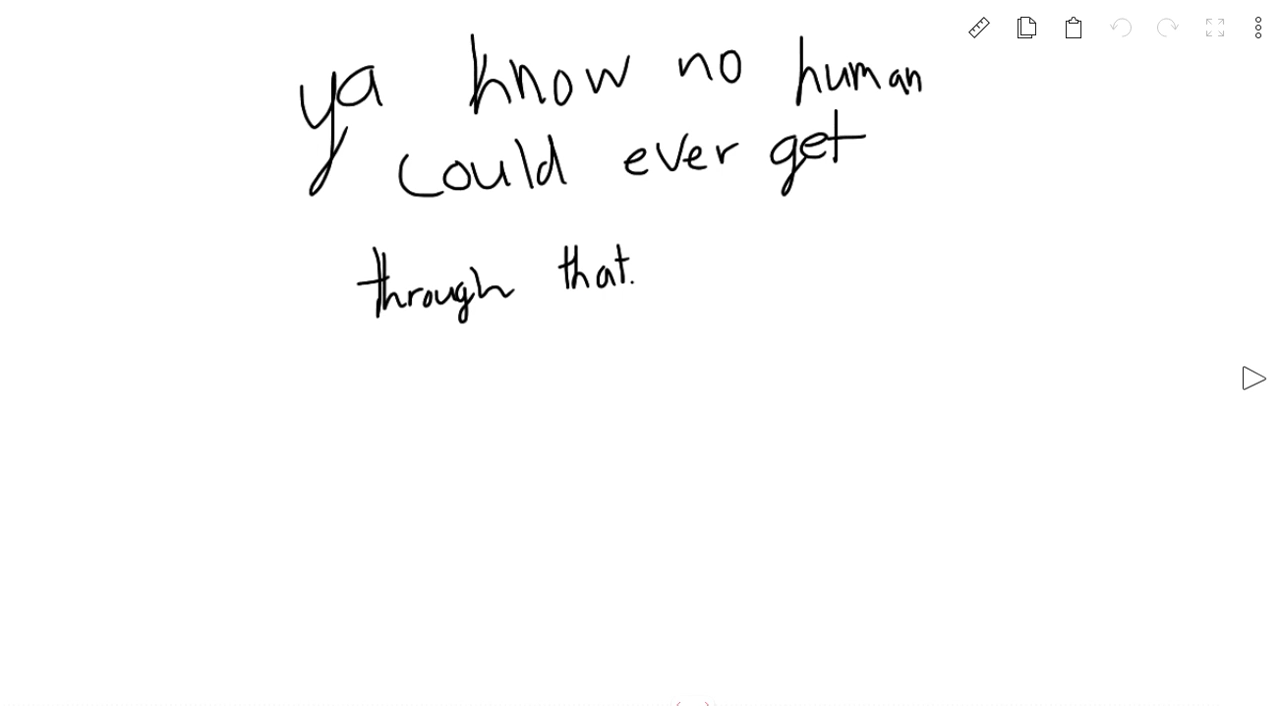 ya know no human
could ever get
through that.